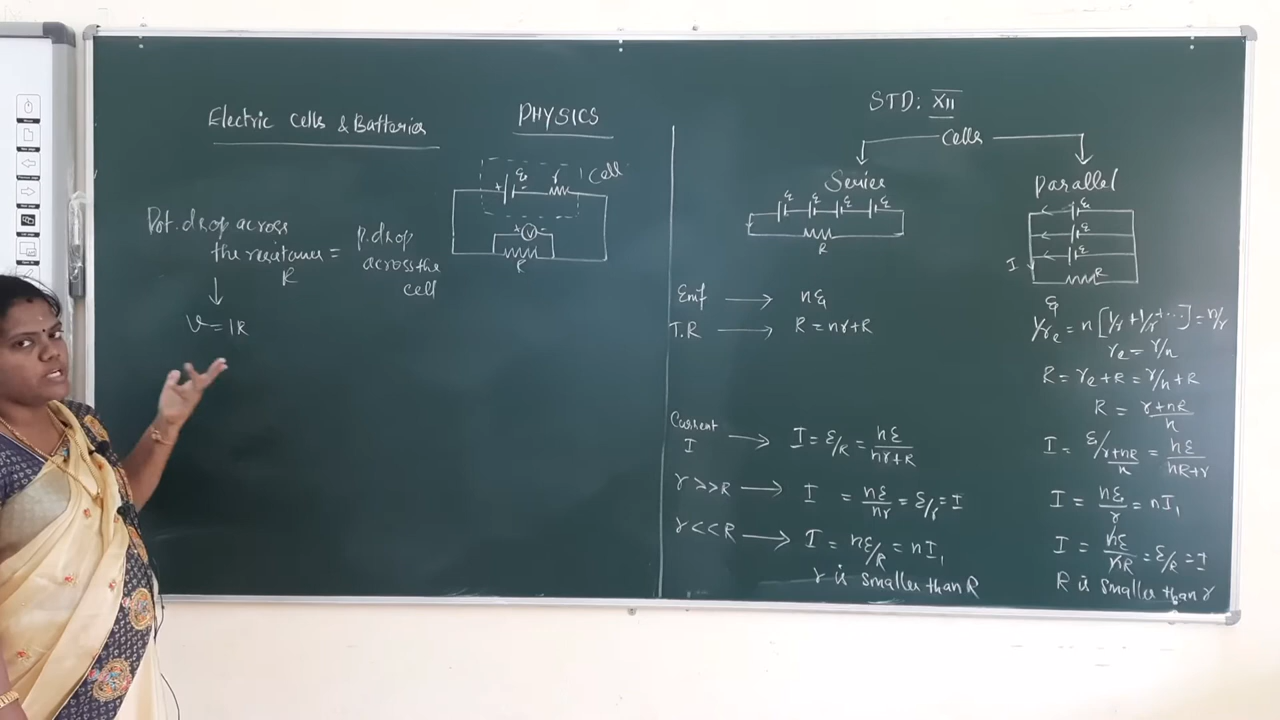 Electric Cells & Batteries
PHYSICS
ε
r
Cell
+
-
+
V
-
R
Pot. drop across
the resistance = p. drop
R
across the
cell
V = IR
STD: XII
Cells
Series
ε ε ε ε
R
Parallel
ε
ε
ε
I
R
Emf → nε
T.R → R = nr+R
Current
I → I = ε/R = nε/nr+R
r >> R → I = nε/nr = ε/r = I
r << R → I = nε/R = nI₁
r is smaller than R
ε
1/re = n [1/r + 1/r + ...] = n/r
re = r/n
R = re + R = r/n + R
R = r+nR/n
I = ε/r+nR/n = nε/nR+r
I = nε/r = nI₁
I = nε/nR = ε/R = I
R is smaller than r